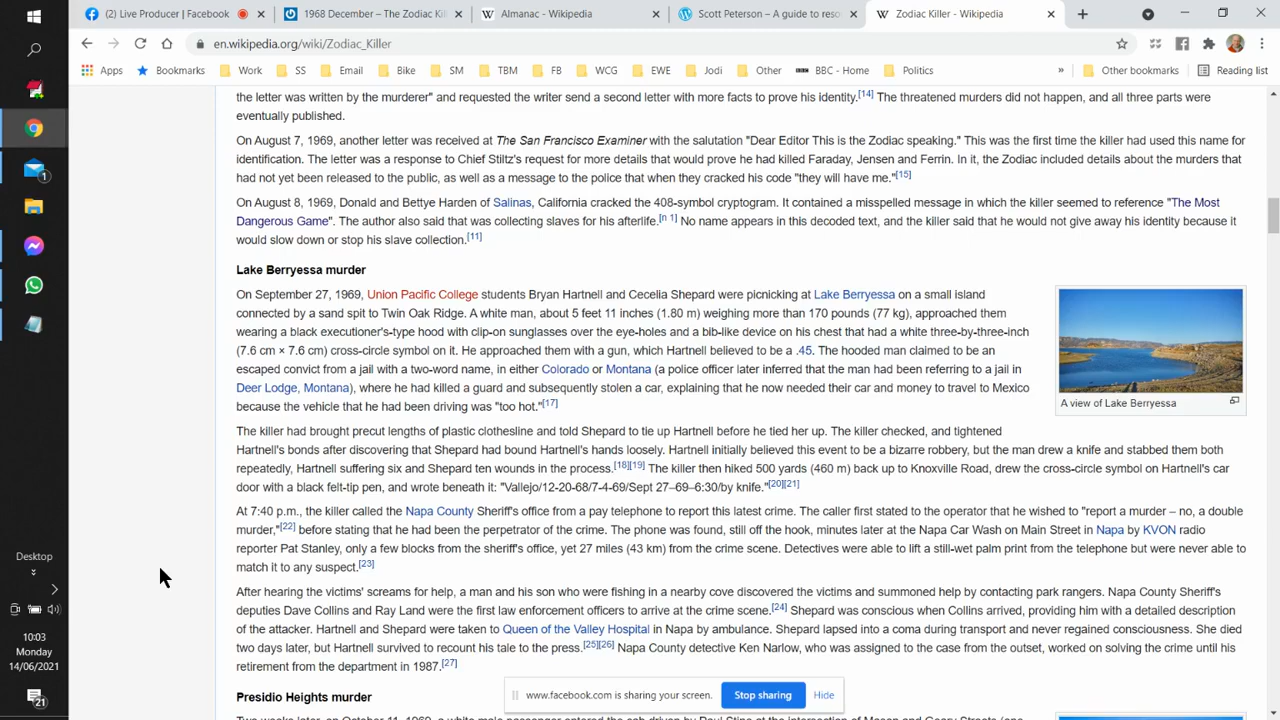 (2) Live Producer | Facebook
1968 December – The Zodiac Kil
Almanac - Wikipedia
Scott Peterson – A guide to reso
Zodiac Killer - Wikipedia
en.wikipedia.org/wiki/Zodiac_Killer
Apps Bookmarks Work SS Email Bike SM TBM FB WCG EWE Jodi Other BBC - Home Politics » Other bookmarks Reading list
the letter was written by the murderer" and requested the writer send a second letter with more facts to prove his identity.[14] The threatened murders did not happen, and all three parts were
eventually published.
On August 7, 1969, another letter was received at The San Francisco Examiner with the salutation "Dear Editor This is the Zodiac speaking." This was the first time the killer had used this name for
identification. The letter was a response to Chief Stiltz's request for more details that would prove he had killed Faraday, Jensen and Ferrin. In it, the Zodiac included details about the murders that
had not yet been released to the public, as well as a message to the police that when they cracked his code "they will have me."[15]
On August 8, 1969, Donald and Bettye Harden of Salinas, California cracked the 408-symbol cryptogram. It contained a misspelled message in which the killer seemed to reference "The Most
Dangerous Game". The author also said that was collecting slaves for his afterlife.[n 1] No name appears in this decoded text, and the killer said that he would not give away his identity because it
would slow down or stop his slave collection.[11]
Lake Berryessa murder
On September 27, 1969, Union Pacific College students Bryan Hartnell and Cecelia Shepard were picnicking at Lake Berryessa on a small island
connected by a sand spit to Twin Oak Ridge. A white man, about 5 feet 11 inches (1.80 m) weighing more than 170 pounds (77 kg), approached them
wearing a black executioner's-type hood with clip-on sunglasses over the eye-holes and a bib-like device on his chest that had a white three-by-three-inch
(7.6 cm × 7.6 cm) cross-circle symbol on it. He approached them with a gun, which Hartnell believed to be a .45. The hooded man claimed to be an
escaped convict from a jail with a two-word name, in either Colorado or Montana (a police officer later inferred that the man had been referring to a jail in
Deer Lodge, Montana), where he had killed a guard and subsequently stolen a car, explaining that he now needed their car and money to travel to Mexico
because the vehicle that he had been driving was "too hot."[17]
A view of Lake Berryessa
The killer had brought precut lengths of plastic clothesline and told Shepard to tie up Hartnell before he tied her up. The killer checked, and tightened
Hartnell's bonds after discovering that Shepard had bound Hartnell's hands loosely. Hartnell initially believed this event to be a bizarre robbery, but the man drew a knife and stabbed them both
repeatedly, Hartnell suffering six and Shepard ten wounds in the process.[18][19] The killer then hiked 500 yards (460 m) back up to Knoxville Road, drew the cross-circle symbol on Hartnell's car
door with a black felt-tip pen, and wrote beneath it: "Vallejo/12-20-68/7-4-69/Sept 27–69–6:30/by knife."[20][21]
At 7:40 p.m., the killer called the Napa County Sheriff's office from a pay telephone to report this latest crime. The caller first stated to the operator that he wished to "report a murder – no, a double
murder,"[22] before stating that he had been the perpetrator of the crime. The phone was found, still off the hook, minutes later at the Napa Car Wash on Main Street in Napa by KVON radio
reporter Pat Stanley, only a few blocks from the sheriff's office, yet 27 miles (43 km) from the crime scene. Detectives were able to lift a still-wet palm print from the telephone but were never able to
match it to any suspect.[23]
After hearing the victims' screams for help, a man and his son who were fishing in a nearby cove discovered the victims and summoned help by contacting park rangers. Napa County Sheriff's
deputies Dave Collins and Ray Land were the first law enforcement officers to arrive at the crime scene.[24] Shepard was conscious when Collins arrived, providing him with a detailed description
of the attacker. Hartnell and Shepard were taken to Queen of the Valley Hospital in Napa by ambulance. Shepard lapsed into a coma during transport and never regained consciousness. She died
two days later, but Hartnell survived to recount his tale to the press.[25][26] Napa County detective Ken Narlow, who was assigned to the case from the outset, worked on solving the crime until his
retirement from the department in 1987.[27]
Presidio Heights murder
www.facebook.com is sharing your screen. Stop sharing Hide
1
Desktop
10:03
Monday
14/06/2021
21